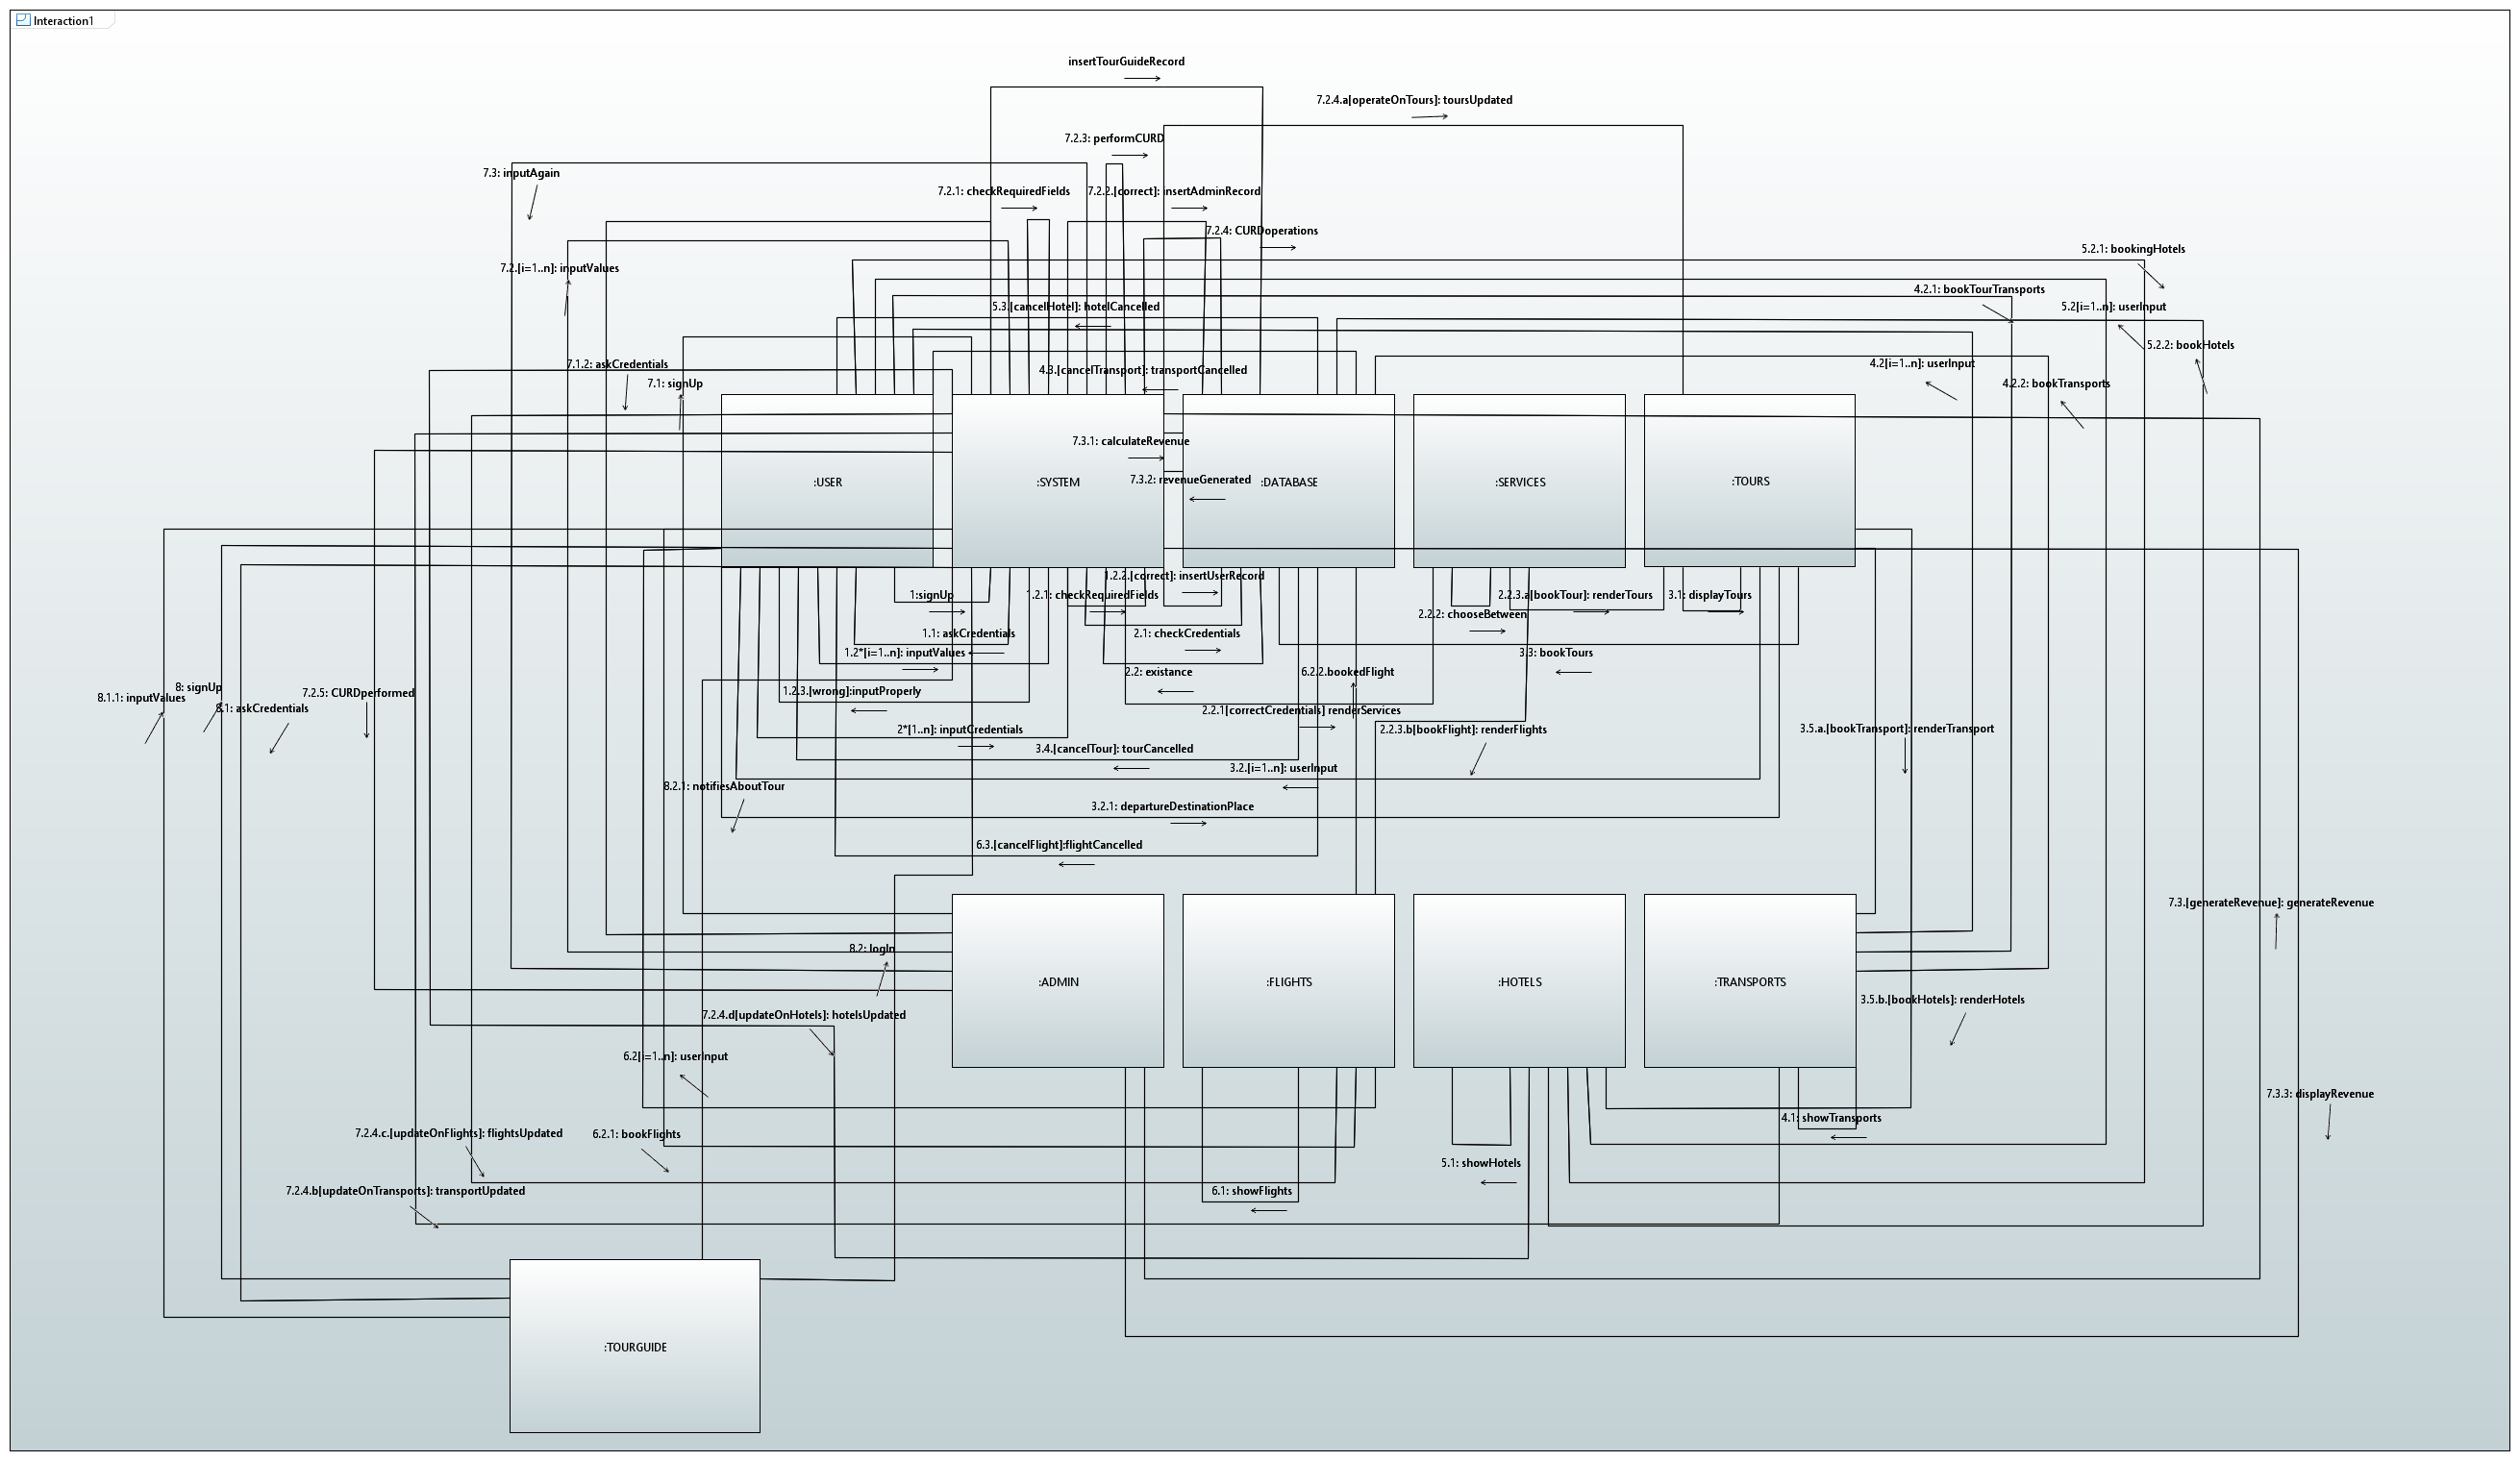 Interaction1
insertTourGuideRecord
7.2.4.a[operateOnTours]: toursUpdated
7.2.3: performCURD
7.3: inputAgain
7.2.1: checkRequiredFields
7.2.2.[correct]: insertAdminRecord
7.2.4: CURDoperations
5.2.1: bookingHotels
7.2.[i=1..n]: inputValues
4.2.1: bookTourTransports
5.3.[cancelHotel]: hotelCancelled
5.2[i=1..n]: userInput
5.2.2: bookHotels
7.1.2: askCredentials
4.2[i=1..n]: userInput
4.3.[cancelTransport]: transportCancelled
7.1: signUp
4.2.2: bookTransports
7.3.1: calculateRevenue
7.3.2: revenueGenerated
:USER
:SYSTEM
:DATABASE
:SERVICES
:TOURS
1.2.2.[correct]: insertUserRecord
1:signUp
1.2.1: checkRequiredFields
2.2.3.a[bookTour]: renderTours
3.1: displayTours
2.2.2: chooseBetween
1.1: askCredentials
2.1: checkCredentials
1.2*[i=1..n]: inputValues
3.3: bookTours
2.2: existance
6.2.2.bookedFlight
8: signUp
8.1.1: inputValues
7.2.5: CURDperformed
1.2.3.[wrong]:inputProperly
8.1: askCredentials
2.2.1[correctCredentials] renderServices
2*[1..n]: inputCredentials
2.2.3.b[bookFlight]: renderFlights
3.5.a.[bookTransport]: renderTransport
3.4.[cancelTour]: tourCancelled
3.2.[i=1..n]: userInput
8.2.1: notifiesAboutTour
3.2.1: departureDestinationPlace
6.3.[cancelFlight]:flightCancelled
7.3.[generateRevenue]: generateRevenue
8.2: logIn
:ADMIN
:FLIGHTS
:HOTELS
:TRANSPORTS
3.5.b.[bookHotels]: renderHotels
7.2.4.d[updateOnHotels]: hotelsUpdated
6.2[i=1..n]: userInput
7.3.3: displayRevenue
4.1: showTransports
7.2.4.c.[updateOnFlights]: flightsUpdated
6.2.1: bookFlights
5.1: showHotels
7.2.4.b[updateOnTransports]: transportUpdated
6.1: showFlights
:TOURGUIDE